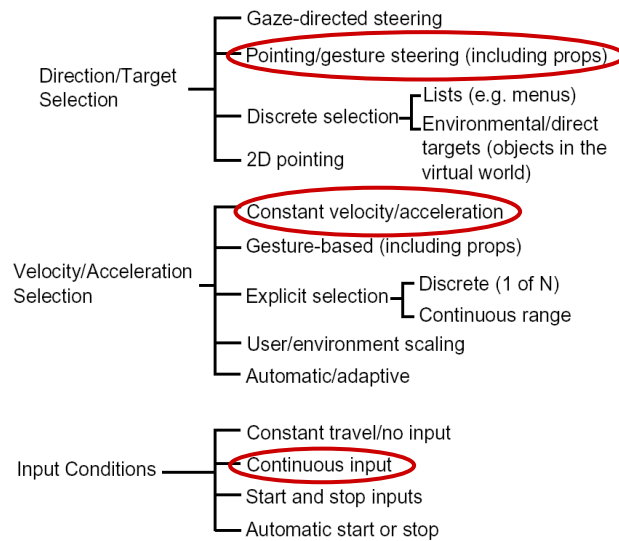 Gaze-directed steering
Pointing/gesture steering (including props)
Direction/Target
Selection
Discrete selection
Lists (e.g. menus)
Environmental/direct
targets (objects in the
virtual world)
2D pointing
Constant velocity/acceleration
Gesture-based (including props)
Velocity/Acceleration
Selection
Explicit selection
Discrete (1 of N)
Continuous range
User/environment scaling
Automatic/adaptive
Constant travel/no input
Input Conditions
Continuous input
Start and stop inputs
Automatic start or stop